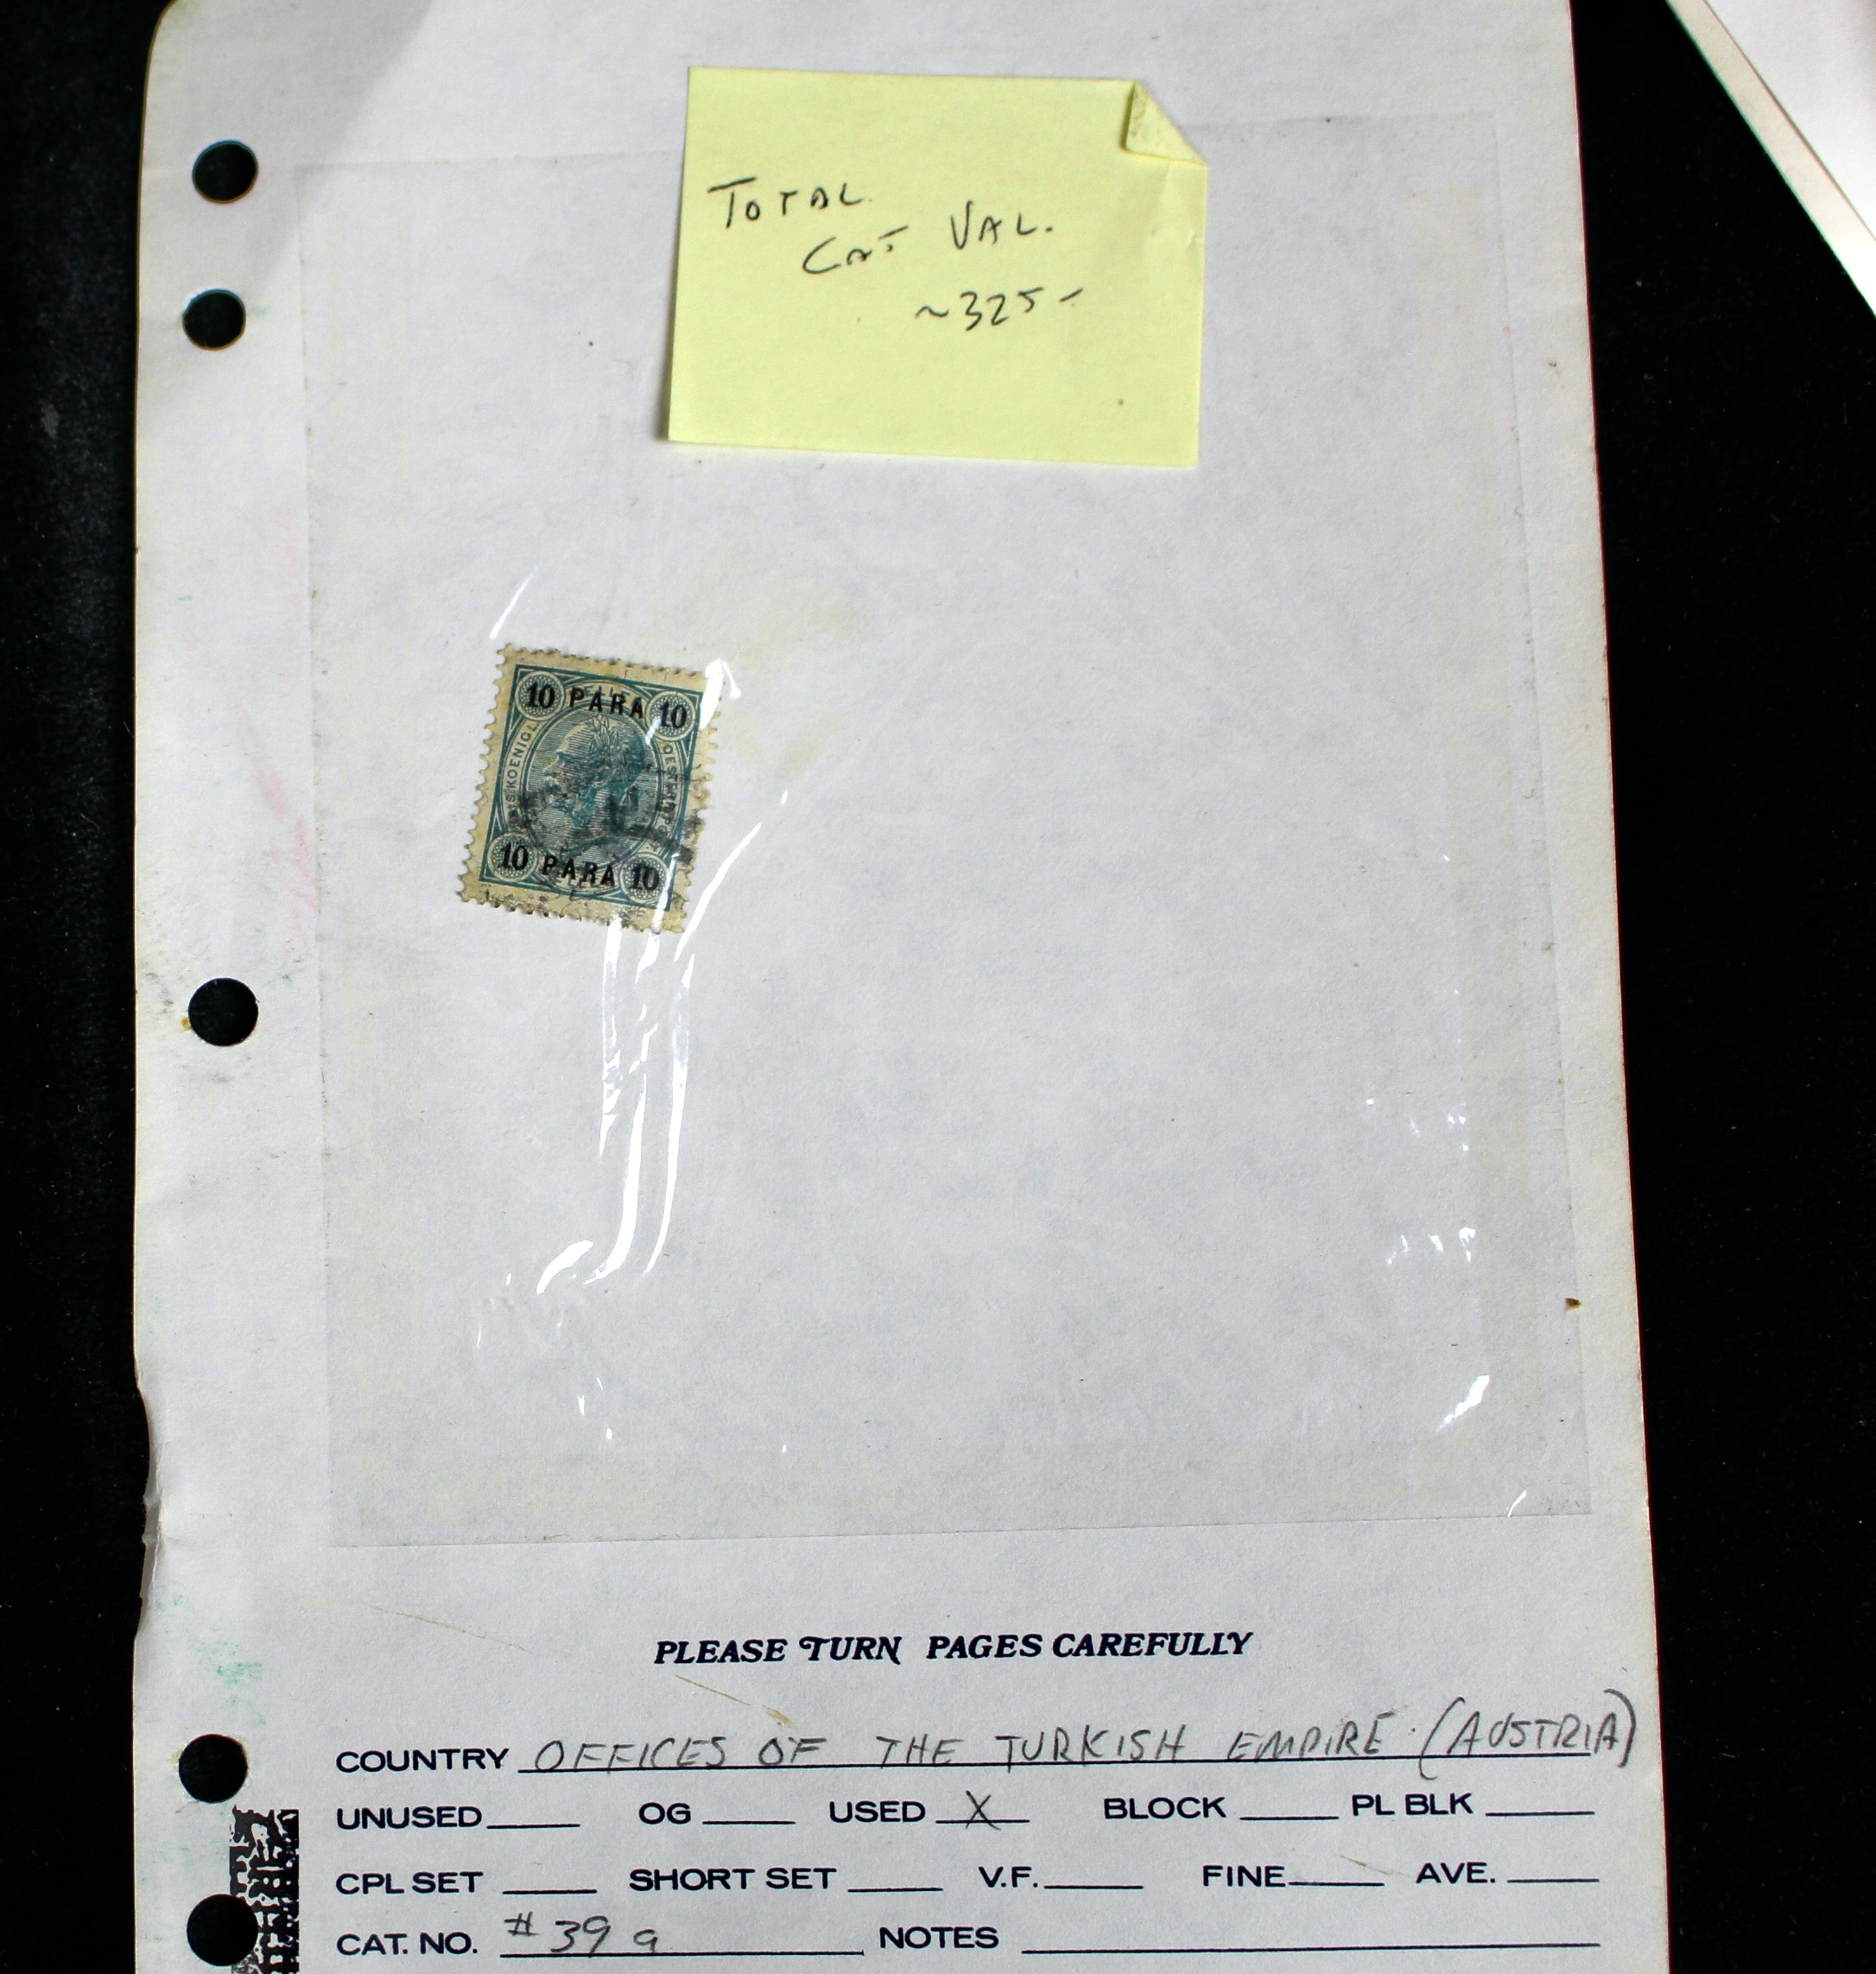 TOTAL
CAT VAL.
~325-
10 PARA 10
10 PARA 10
PLEASE TURN PAGES CAREFULLY
COUNTRY OFFICES OF THE TURKISH EMPIRE (AUSTRIA)
UNUSED OG USED X BLOCK PL BLK
CPL SET SHORT SET V.F. FINE AVE.
CAT. NO. #39 a NOTES